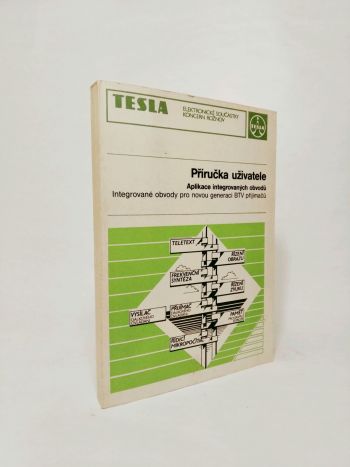 TESLA
ELEKTRONICKÉ SOUČÁSTKY
KONCERN ROŽNOV
TESLA
Příručka uživatele
Aplikace integrovaných obvodů
Integrované obvody pro novou generaci BTV přijímačů
TELETEXT
ŘÍZENÍ
OBRAZU
FREKVENČNÍ
SYNTÉZA
ŘÍZENÍ
ZVUKU
VYSÍLAČ
PŘIJÍMAČ
PAMĚŤ
ŘÍDICÍ
MIKROPOČÍTAČ